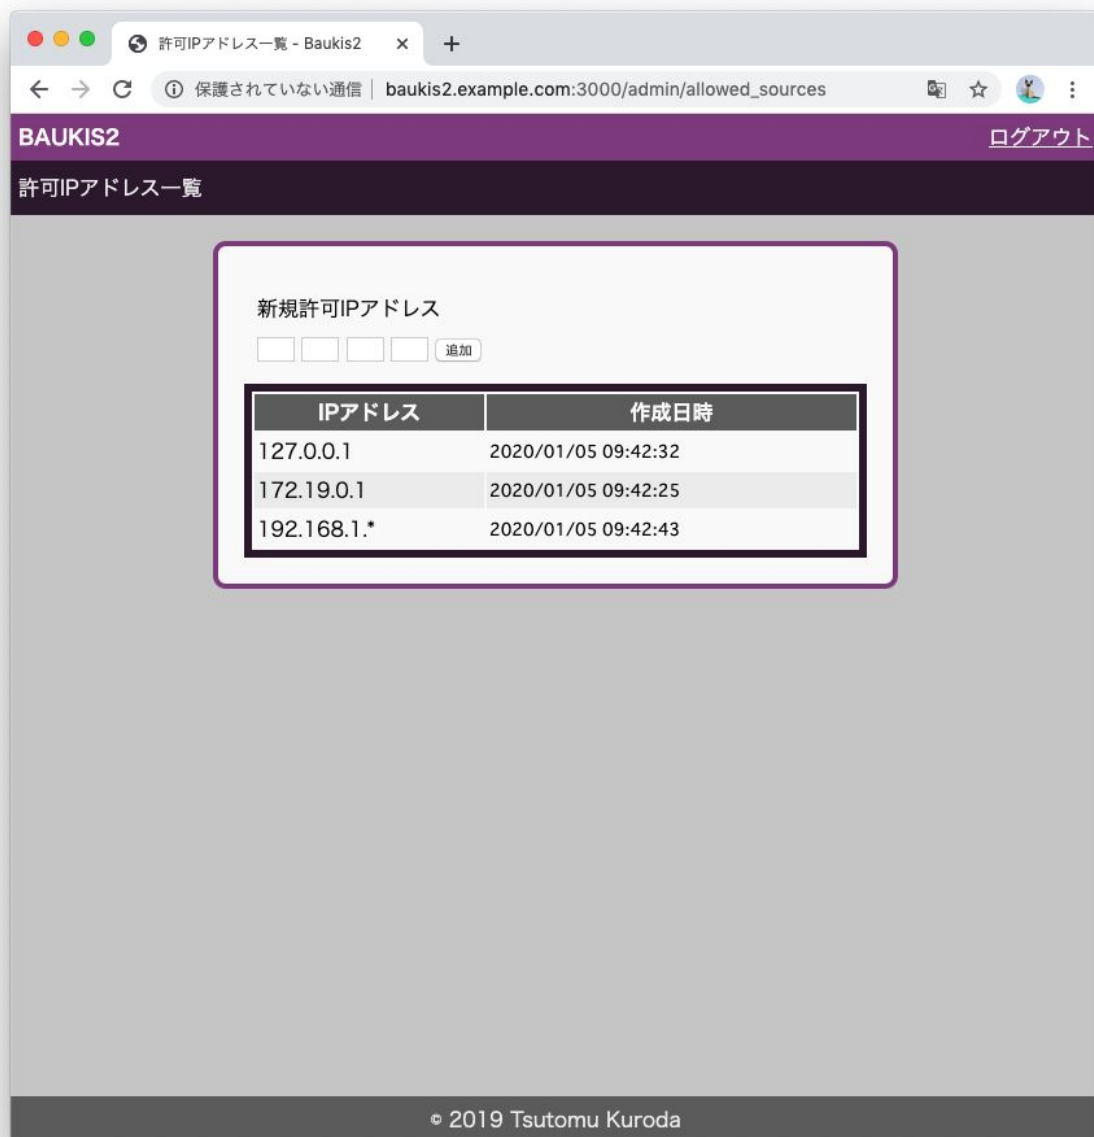 許可IPアドレス一覧 - Baukis2
保護されていない通信 baukis2.example.com:3000/admin/allowed_sources
BAUKIS2 ログアウト
許可IPアドレス一覧
新規許可IPアドレス
追加
IPアドレス 作成日時
127.0.0.1 2020/01/05 09:42:32
172.19.0.1 2020/01/05 09:42:25
192.168.1.* 2020/01/05 09:42:43
© 2019 Tsutomu Kuroda